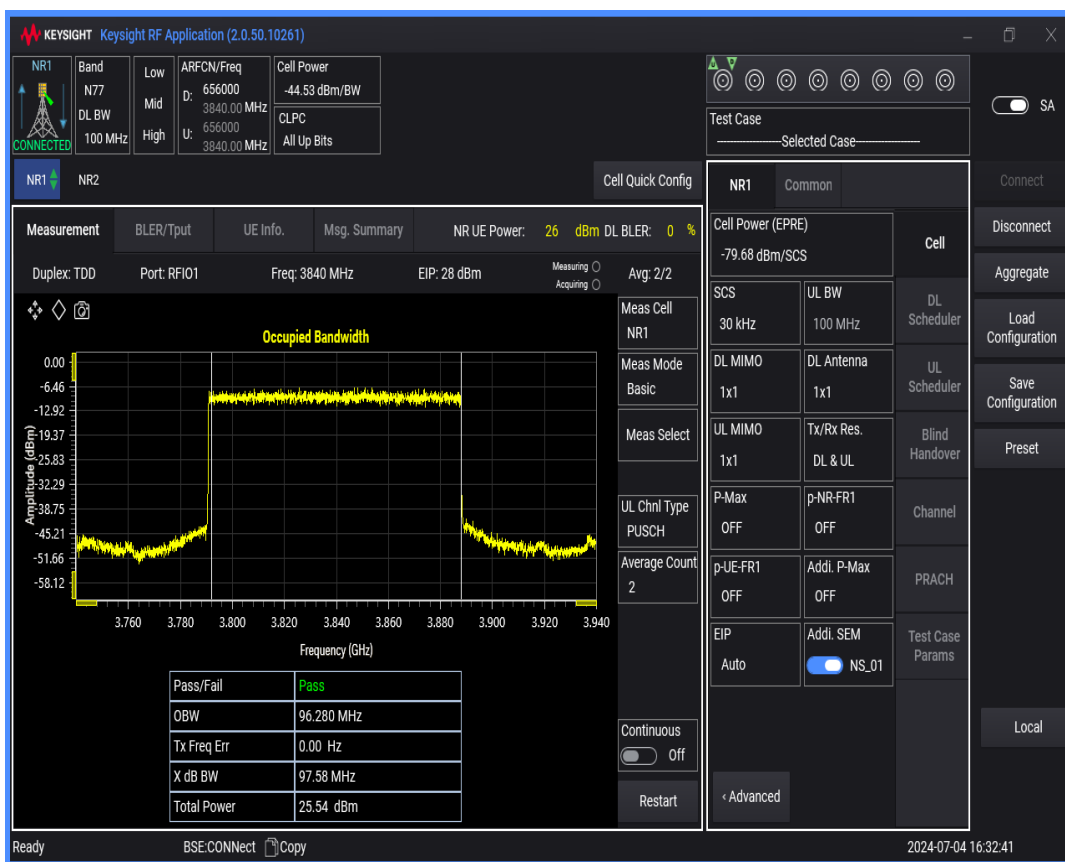 KEYSIGHT Keysight RF Application (2.0.50.10261)
NR1
CONNECTED
Band
N77
DL BW
100 MHz
Low
Mid
High
ARFCN/Freq
D: 656000
3840.00 MHz
U: 656000
3840.00 MHz
Cell Power
-44.53 dBm/BW
CLPC
All Up Bits
Test Case
Selected Case
SA
NR1
NR2
Cell Quick Config
Measurement BLER/Tput UE Info. Msg. Summary NR UE Power: 26 dBm DL BLER: 0 %
Duplex: TDD Port: RFIO1 Freq: 3840 MHz EIP: 28 dBm Measuring Avg: 2/2
Acquiring
Occupied Bandwidth
Amplitude (dBm)
0.00
-6.46
-12.92
-19.37
-25.83
-32.29
-38.75
-45.21
-51.66
-58.12
3.760 3.780 3.800 3.820 3.840 3.860 3.880 3.900 3.920 3.940
Frequency (GHz)
Pass/Fail Pass
OBW 96.280 MHz
Tx Freq Err 0.00 Hz
X dB BW 97.58 MHz
Total Power 25.54 dBm
Meas Cell
NR1
Meas Mode
Basic
Meas Select
UL Chnl Type
PUSCH
Average Count
2
Continuous
Off
Restart
NR1 Common
Cell Power (EPRE)
-79.68 dBm/SCS
SCS
30 kHz
UL BW
100 MHz
DL MIMO
1x1
DL Antenna
1x1
UL MIMO
1x1
Tx/Rx Res.
DL & UL
P-Max
OFF
p-NR-FR1
OFF
p-UE-FR1
OFF
Addi. P-Max
OFF
EIP
Auto
Addi. SEM
NS_01
‹ Advanced
Cell
DL
Scheduler
UL
Scheduler
Blind
Handover
Channel
PRACH
Test Case
Params
Connect
Disconnect
Aggregate
Load
Configuration
Save
Configuration
Preset
Local
Ready BSE:CONNect Copy 2024-07-04 16:32:41